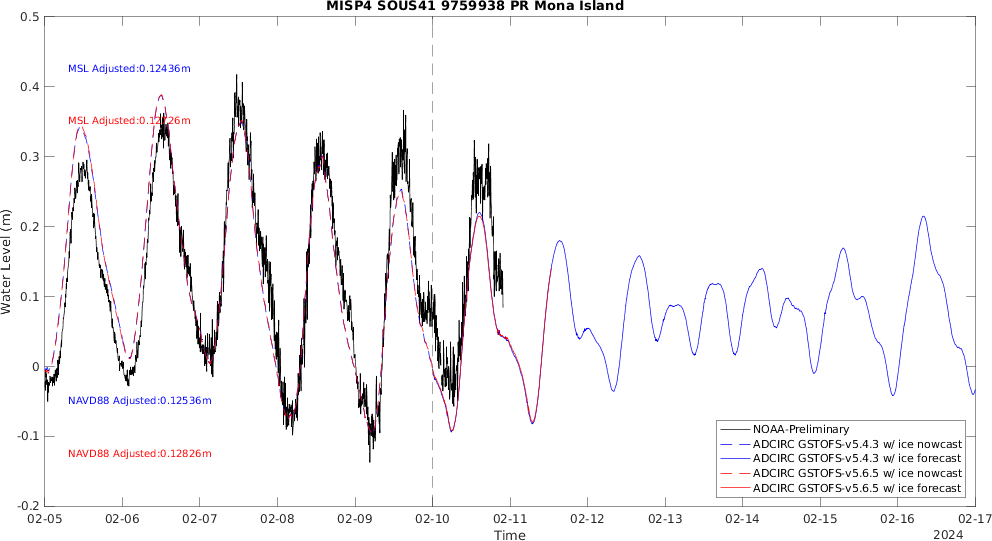 MISP4 SOUS41 9759938 PR Mona Island
0.5
0.4
0.3
0.2
0.1
0
-0.1
-0.2
Water Level (m)
MSL Adjusted:0.12436m
MSL Adjusted:0.12726m
NAVD88 Adjusted:0.12536m
NAVD88 Adjusted:0.12826m
NOAA-Preliminary
ADCIRC GSTOFS-v5.4.3 w/ ice nowcast
ADCIRC GSTOFS-v5.4.3 w/ ice forecast
ADCIRC GSTOFS-v5.6.5 w/ ice nowcast
ADCIRC GSTOFS-v5.6.5 w/ ice forecast
02-05 02-06 02-07 02-08 02-09 02-10 02-11 02-12 02-13 02-14 02-15 02-16 02-17
Time
2024